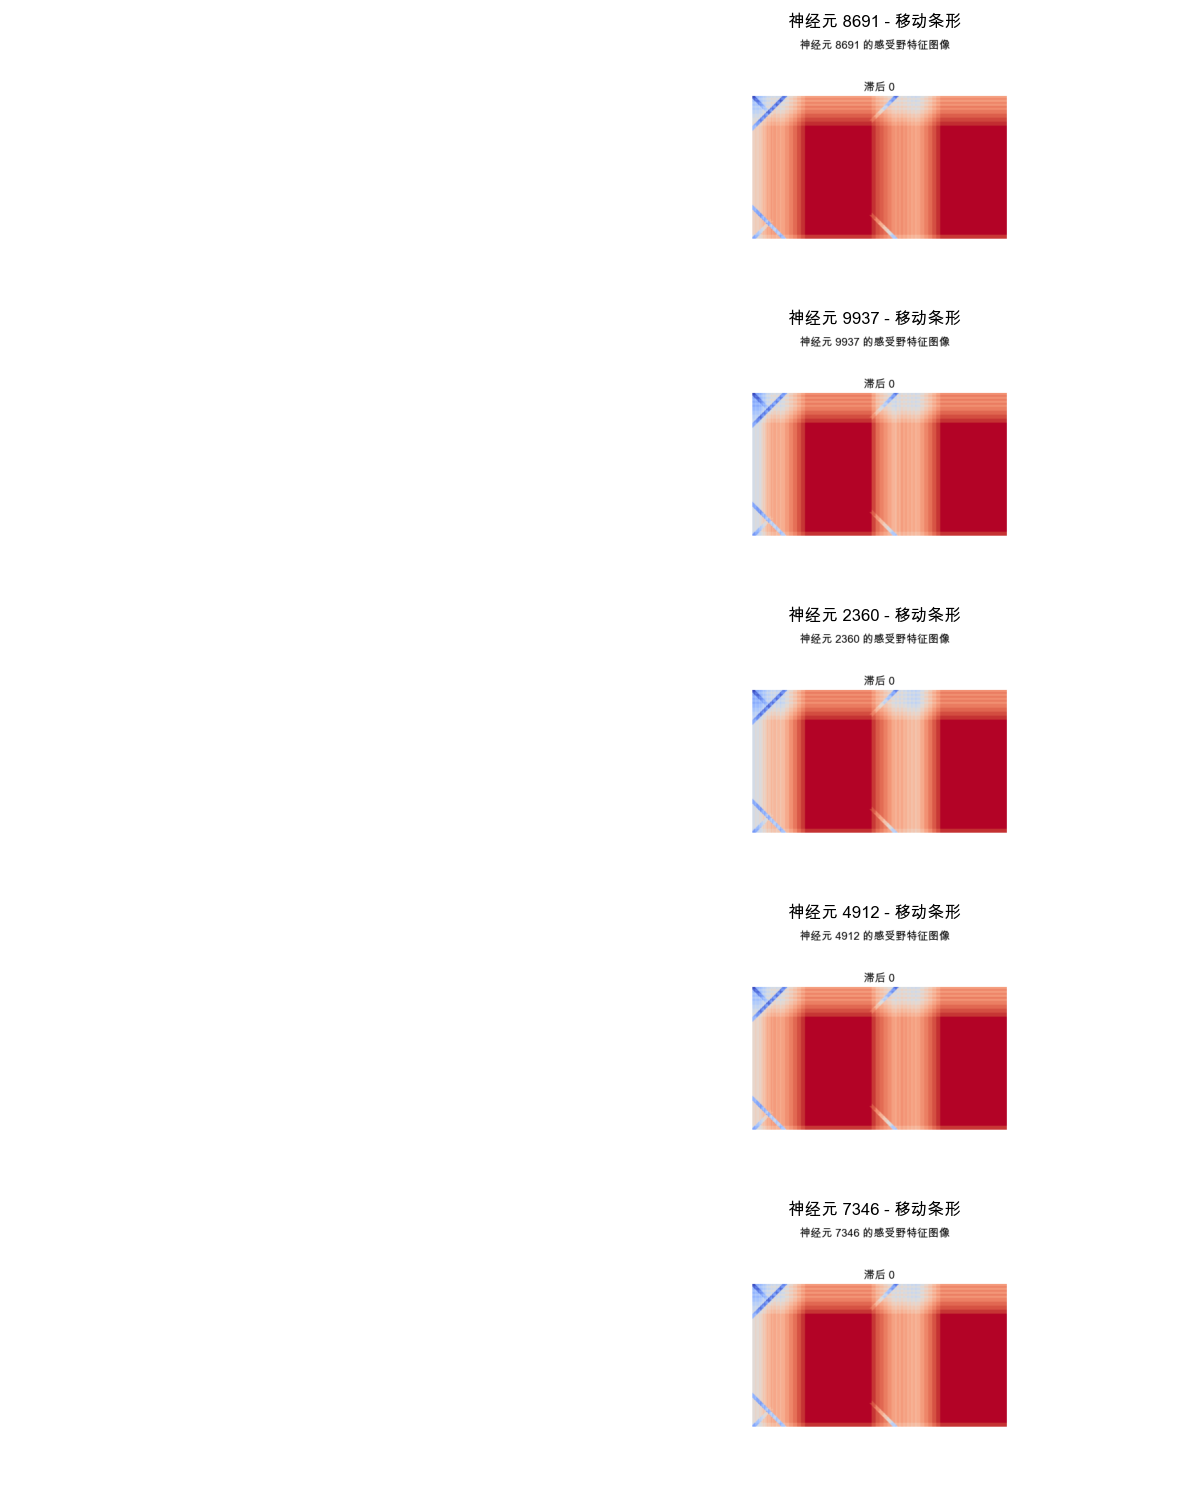 神经元 8691 - 移动条形
神经元 8691 的感受野特征图像
滞后 0
神经元 9937 - 移动条形
神经元 9937 的感受野特征图像
滞后 0
神经元 2360 - 移动条形
神经元 2360 的感受野特征图像
滞后 0
神经元 4912 - 移动条形
神经元 4912 的感受野特征图像
滞后 0
神经元 7346 - 移动条形
神经元 7346 的感受野特征图像
滞后 0